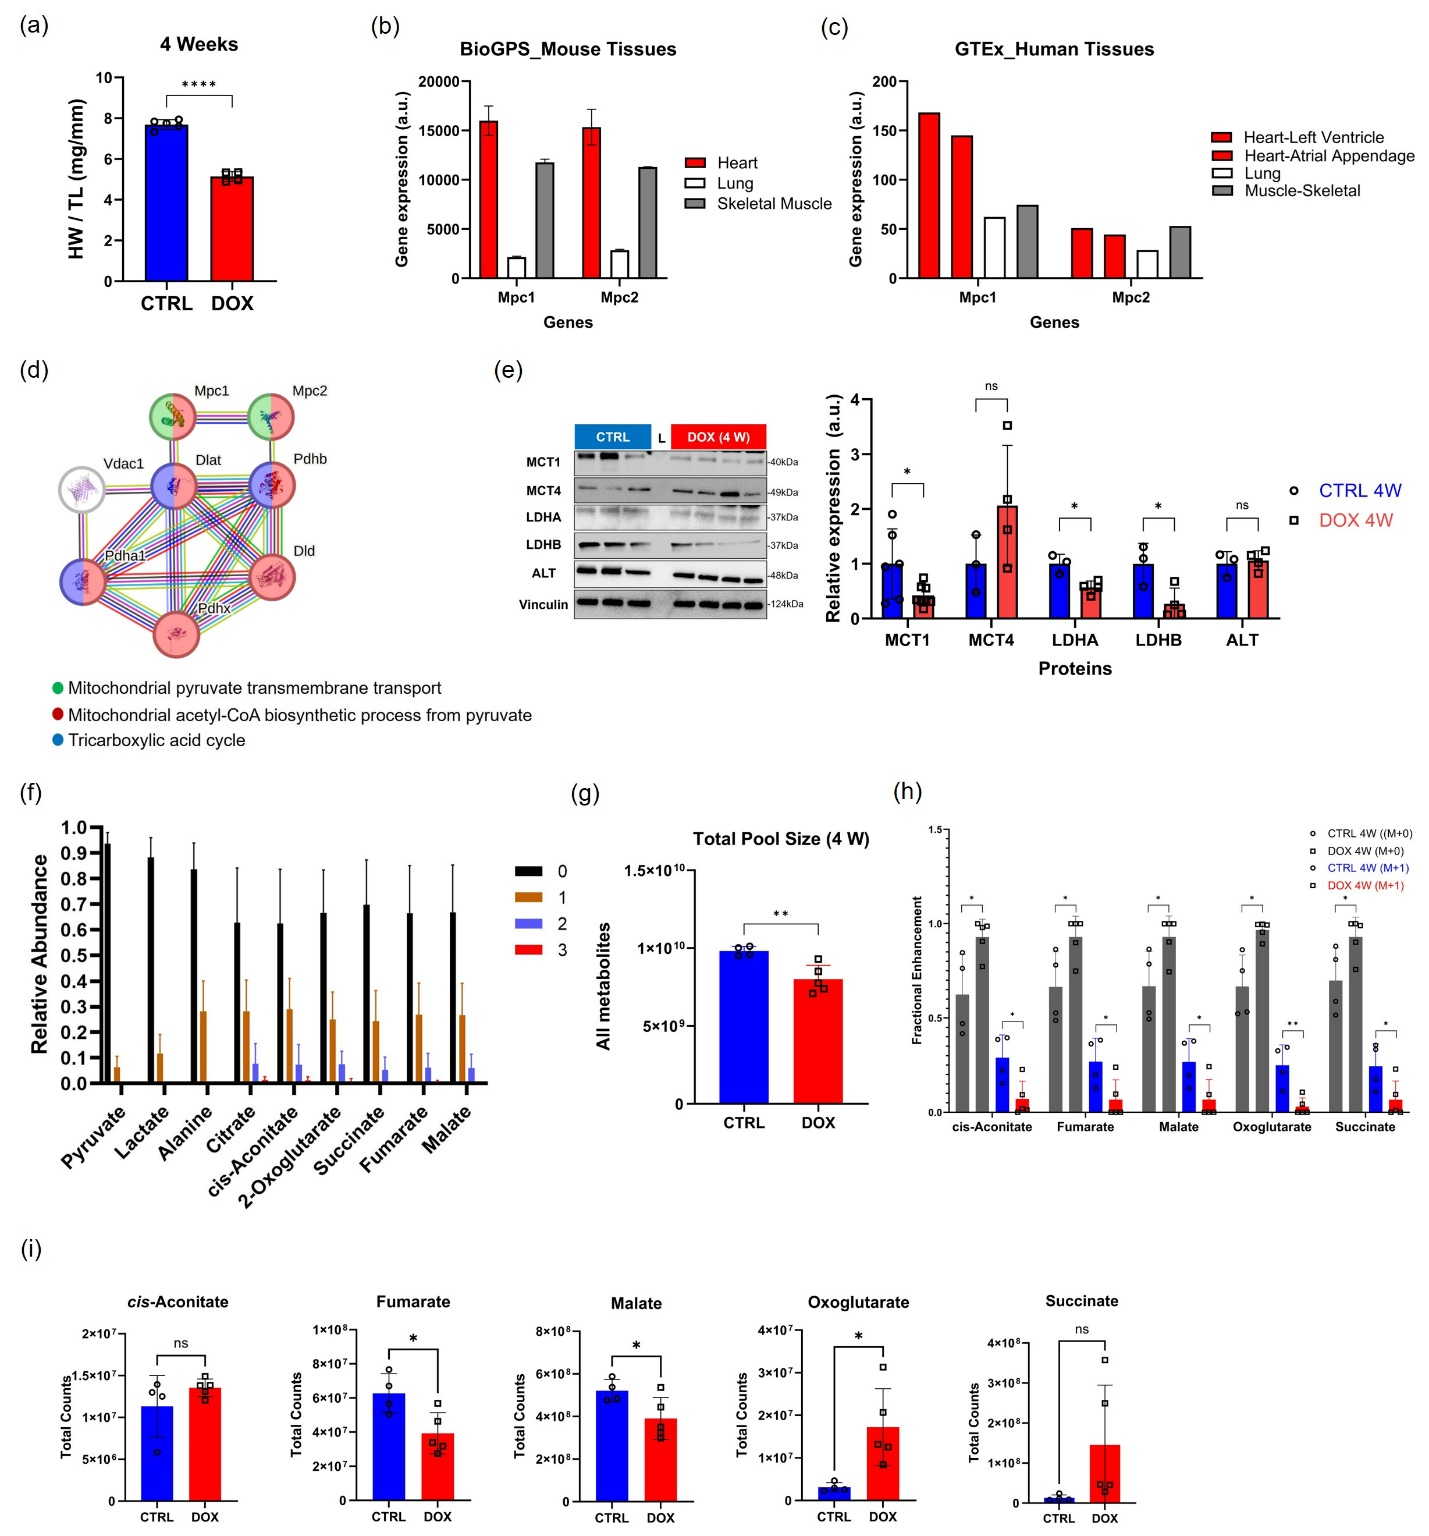 (a)
4 Weeks
****
HW / TL (mg/mm)
10
8
6
4
2
0
CTRL DOX
(b)
BioGPS_Mouse Tissues
Gene expression (a.u.)
20000
15000
10000
5000
0
Mpc1 Mpc2
Genes
Heart
Lung
Skeletal Muscle
(c)
GTEx_Human Tissues
Gene expression (a.u.)
200
150
100
50
0
Mpc1 Mpc2
Genes
Heart-Left Ventricle
Heart-Atrial Appendage
Lung
Muscle-Skeletal
(d)
Mpc1 Mpc2
Vdac1 Dlat Pdhb
Pdha1 Dld
Pdhx
Mitochondrial pyruvate transmembrane transport
Mitochondrial acetyl-CoA biosynthetic process from pyruvate
Tricarboxylic acid cycle
(e)
CTRL L DOX (4 W)
MCT1 -40kDa
MCT4 -49kDa
LDHA -37kDa
LDHB -37kDa
ALT -48kDa
Vinculin -124kDa
Relative expression (a.u.)
4
3
2
1
0
* ns * * ns
MCT1 MCT4 LDHA LDHB ALT
Proteins
CTRL 4W
DOX 4W
(f)
Relative Abundance
1.0
0.9
0.8
0.7
0.6
0.5
0.4
0.3
0.2
0.1
0.0
Pyruvate
Lactate
Alanine
Citrate
cis-Aconitate
2-Oxoglutarate
Succinate
Fumarate
Malate
0
1
2
3
(g)
Total Pool Size (4 W)
All metabolites
1.5×10¹⁰
1×10¹⁰
5×10⁹
0
**
CTRL DOX
(h)
Fractional Enhancement
1.5
1.0
0.5
0.0
* * * * *
* * * ** *
cis-Aconitate Fumarate Malate Oxoglutarate Succinate
CTRL 4W ((M+0)
DOX 4W (M+0)
CTRL 4W (M+1)
DOX 4W (M+1)
(i)
cis-Aconitate
Total Counts
2×10⁷
1.5×10⁷
1×10⁷
5×10⁶
0
ns
CTRL DOX
Fumarate
Total Counts
1×10⁸
8×10⁷
6×10⁷
4×10⁷
2×10⁷
0
*
CTRL DOX
Malate
Total Counts
8×10⁸
6×10⁸
4×10⁸
2×10⁸
0
*
CTRL DOX
Oxoglutarate
Total Counts
4×10⁷
3×10⁷
2×10⁷
1×10⁷
0
*
CTRL DOX
Succinate
Total Counts
4×10⁸
3×10⁸
2×10⁸
1×10⁸
0
ns
CTRL DOX